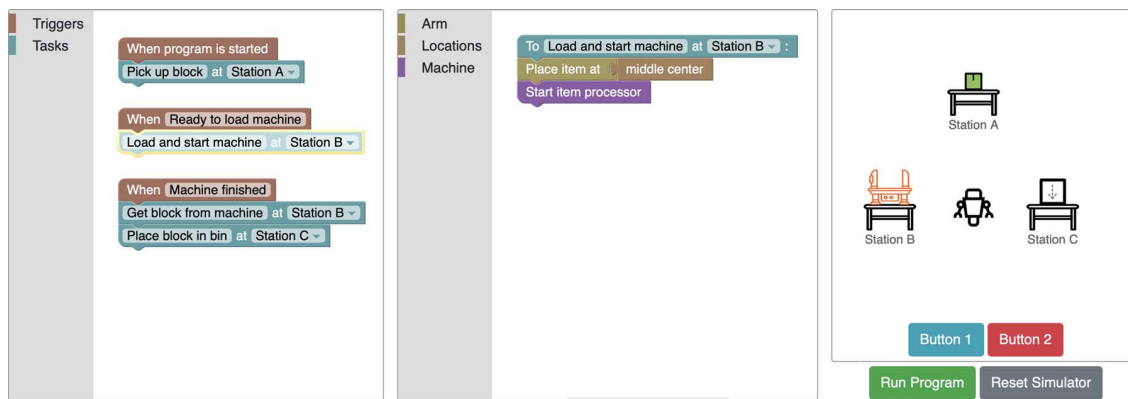 Triggers
Tasks
When program is started
Pick up block at Station A
When Ready to load machine
Load and start machine at Station B
When Machine finished
Get block from machine at Station B
Place block in bin at Station C
Arm
Locations
Machine
To Load and start machine at Station B :
Place item at middle center
Start item processor
Station A
Station B
Station C
Button 1
Button 2
Run Program
Reset Simulator